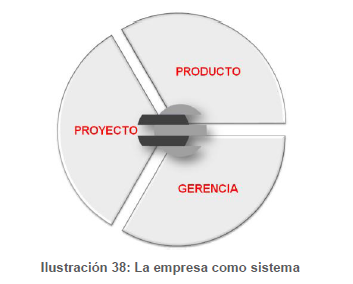 PRODUCTO
PROYECTO
GERENCIA
Ilustración 38: La empresa como sistema